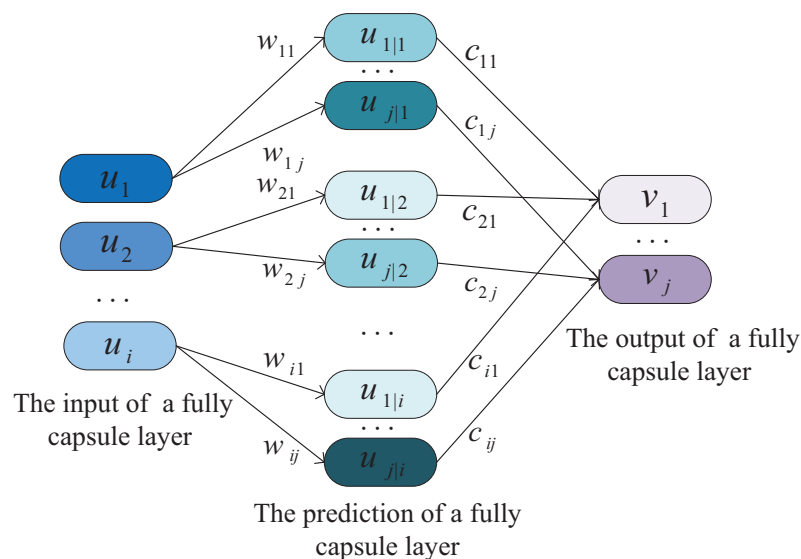 w11
u1|1
c11
...
uj|1
c1j
w1j
u1
w21
u1|2
c21
v1
...
u2
...
w2j
uj|2
c2j
vj
...
...
ui
The output of a fully
capsule layer
wi1
u1|i
ci1
The input of a fully
capsule layer
...
wij
uj|i
cij
The prediction of a fully
capsule layer